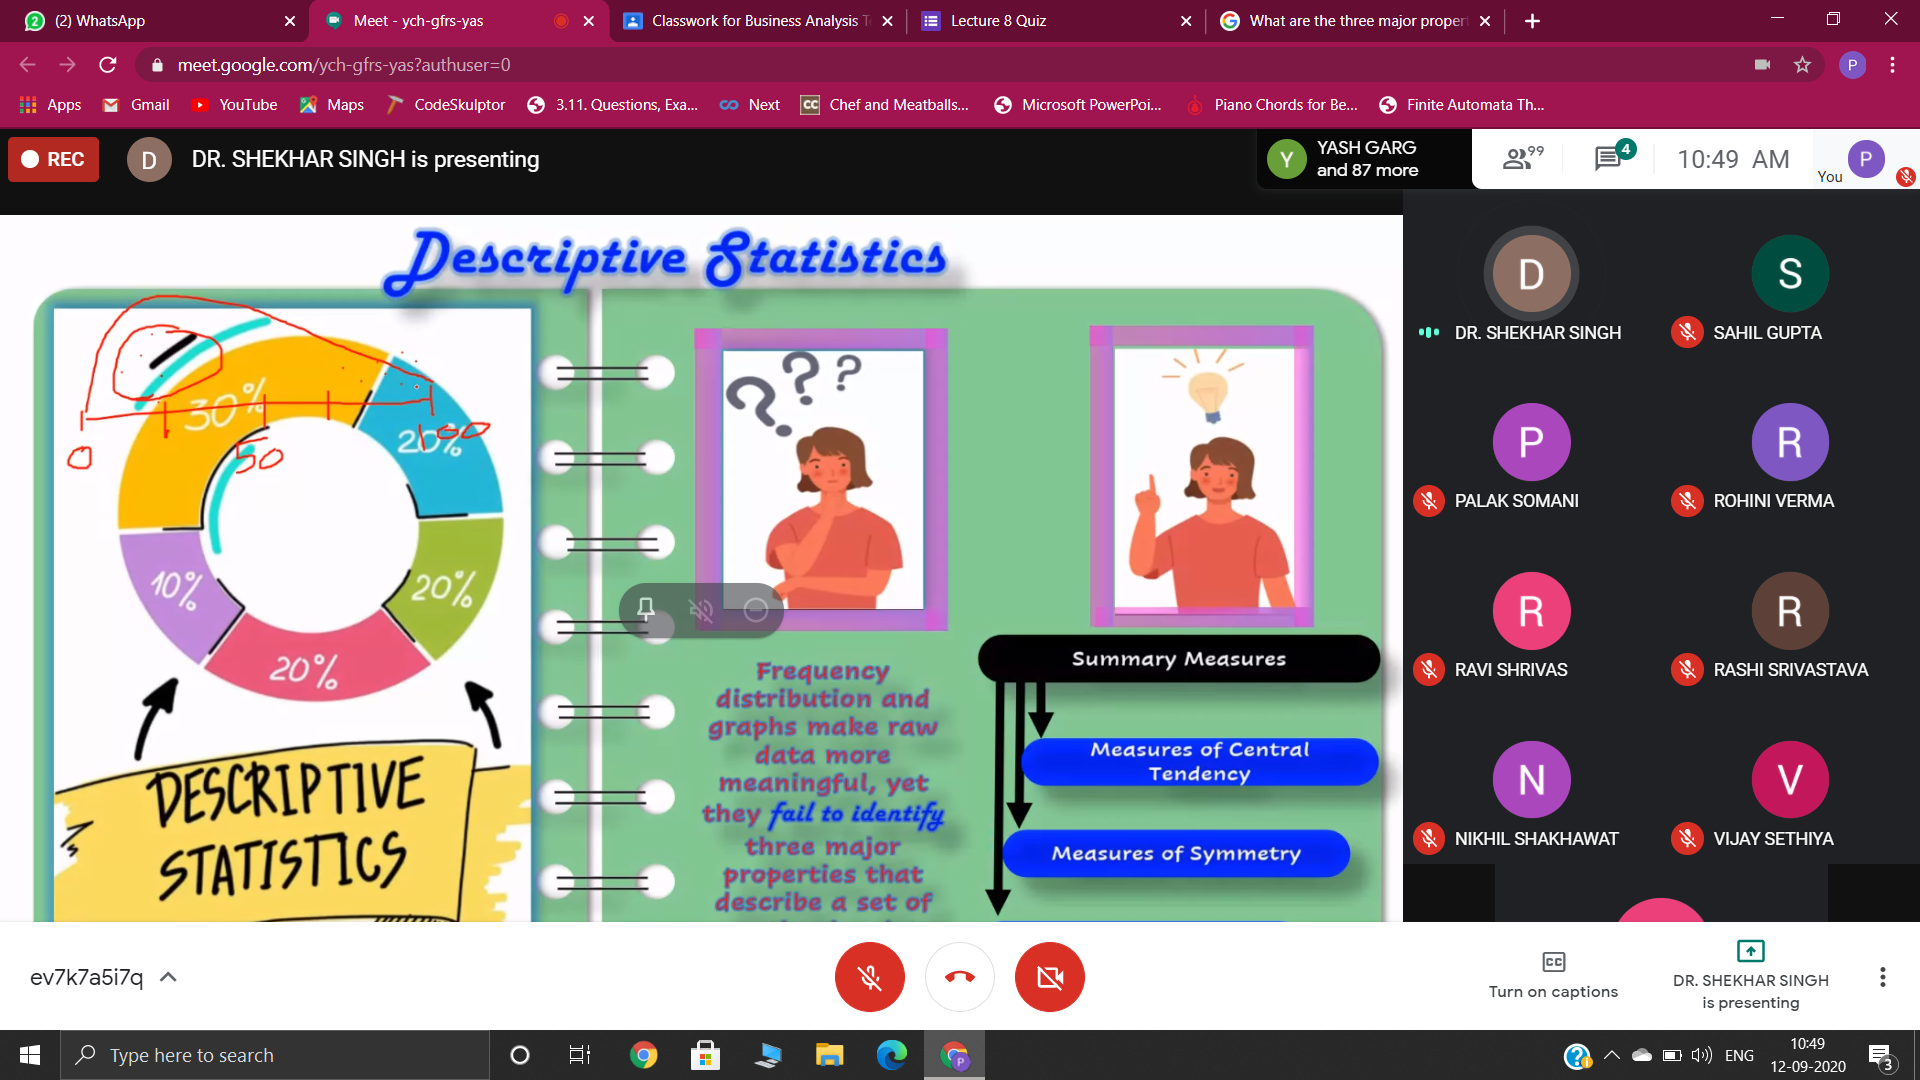 (2) WhatsApp
Meet - ych-gfrs-yas
Classwork for Business Analysis T
Lecture 8 Quiz
What are the three major propert
meet.google.com/ych-gfrs-yas?authuser=0
P
Apps
Gmail
YouTube
Maps
CodeSkulptor
3.11. Questions, Exa...
Next
CC
Chef and Meatballs...
Microsoft PowerPoi...
Piano Chords for Be...
Finite Automata Th...
REC
D
DR. SHEKHAR SINGH is presenting
Y
YASH GARG
and 87 more
99
4
10:49 AM
You
P
Descriptive Statistics
30%
20%
20%
20%
10%
0
50
100
DESCRIPTIVE
STATISTICS
? ? ?
Frequency
distribution and
graphs make raw
data more
meaningful, yet
they fail to identify
three major
properties that
describe a set of
Summary Measures
Measures of Central
Tendency
Measures of Symmetry
D
DR. SHEKHAR SINGH
S
SAHIL GUPTA
P
PALAK SOMANI
R
ROHINI VERMA
R
RAVI SHRIVAS
R
RASHI SRIVASTAVA
N
NIKHIL SHAKHAWAT
V
VIJAY SETHIYA
ev7k7a5i7q
CC
Turn on captions
DR. SHEKHAR SINGH
is presenting
Type here to search
P
ENG
10:49
12-09-2020
3